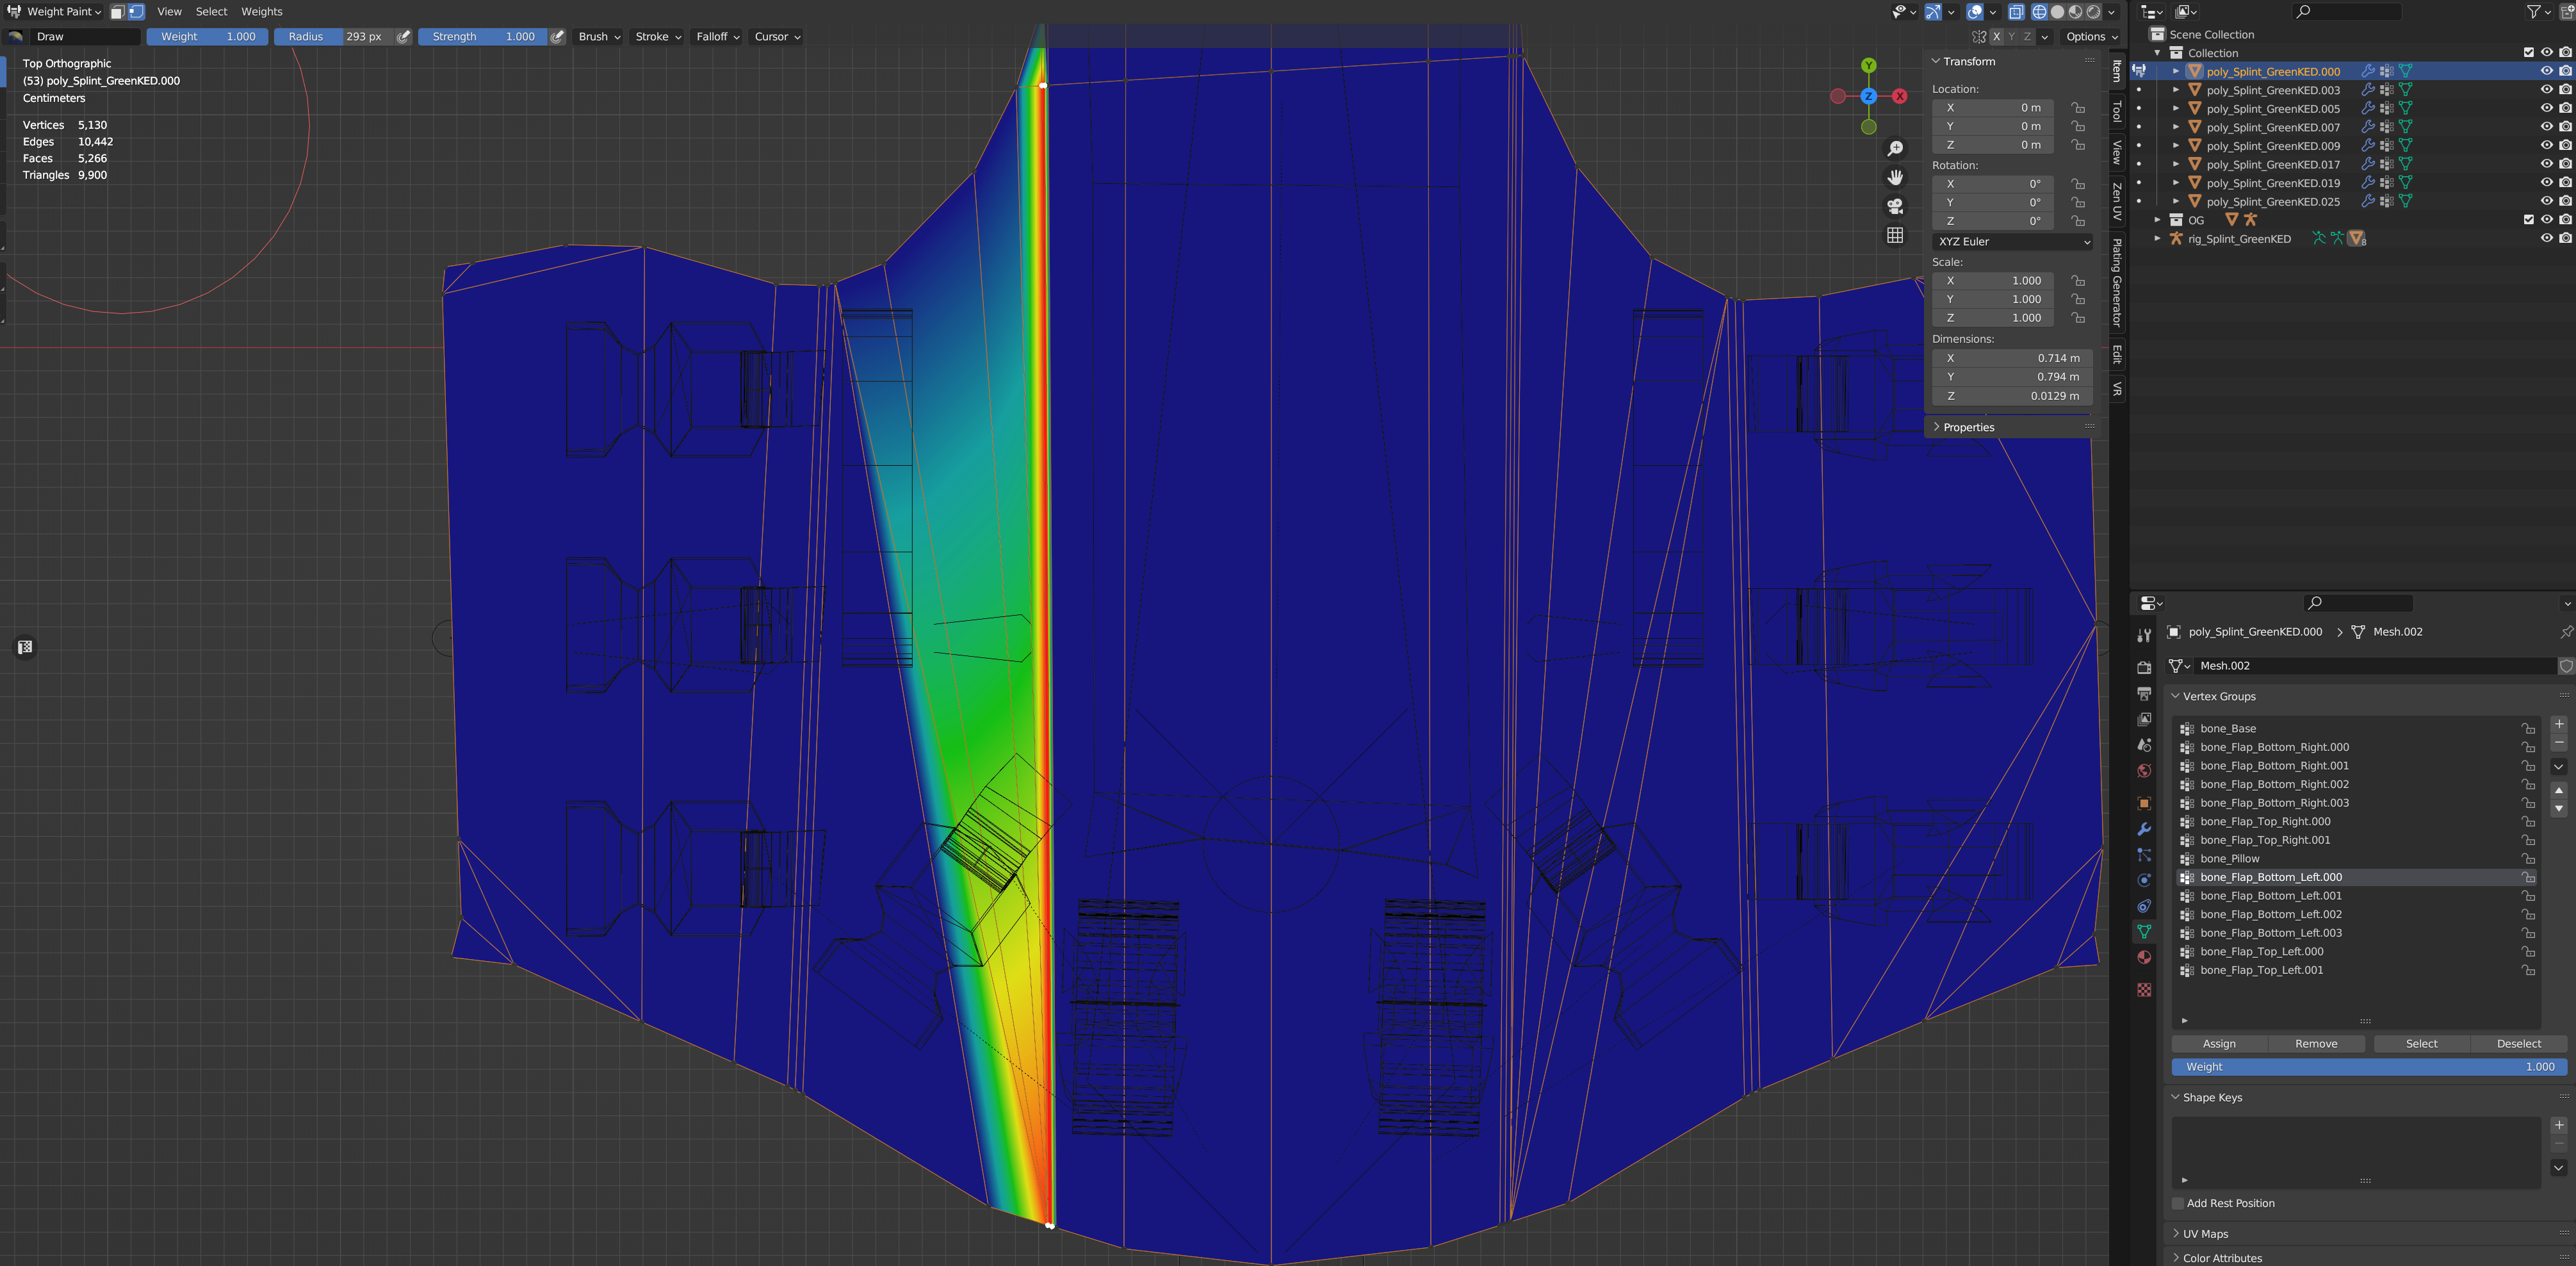 Weight Paint View Select Weights
Draw Weight 1.000 Radius 293 px Strength 1.000 Brush Stroke Falloff Cursor X Y Z Options
Top Orthographic
(53) poly_Splint_GreenKED.000
Centimeters
Vertices 5,130
Edges 10,442
Faces 5,266
Triangles 9,900
Y
Z
X
Transform
Location:
X 0 m
Y 0 m
Z 0 m
Rotation:
X 0°
Y 0°
Z 0°
XYZ Euler
Scale:
X 1.000
Y 1.000
Z 1.000
Dimensions:
X 0.714 m
Y 0.794 m
Z 0.0129 m
Properties
Item
Tool
View
Zen UV
Plating Generator
Edit
VR
Scene Collection
Collection
poly_Splint_GreenKED.000
poly_Splint_GreenKED.003
poly_Splint_GreenKED.005
poly_Splint_GreenKED.007
poly_Splint_GreenKED.009
poly_Splint_GreenKED.017
poly_Splint_GreenKED.019
poly_Splint_GreenKED.025
OG
rig_Splint_GreenKED 8
poly_Splint_GreenKED.000 Mesh.002
Mesh.002
Vertex Groups
bone_Base
bone_Flap_Bottom_Right.000
bone_Flap_Bottom_Right.001
bone_Flap_Bottom_Right.002
bone_Flap_Bottom_Right.003
bone_Flap_Top_Right.000
bone_Flap_Top_Right.001
bone_Pillow
bone_Flap_Bottom_Left.000
bone_Flap_Bottom_Left.001
bone_Flap_Bottom_Left.002
bone_Flap_Bottom_Left.003
bone_Flap_Top_Left.000
bone_Flap_Top_Left.001
Assign Remove Select Deselect
Weight 1.000
Shape Keys
Add Rest Position
UV Maps
Color Attributes